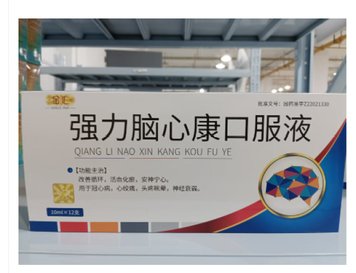 批准文号：国药准字Z22021330
强力脑心康口服液
QIANG LI NAO XIN KANG KOU FU YE
【功能主治】
改善循环，活血化瘀，安神宁心。
用于冠心病，心绞痛，头疼眩晕，神经衰弱。
10ml×12支